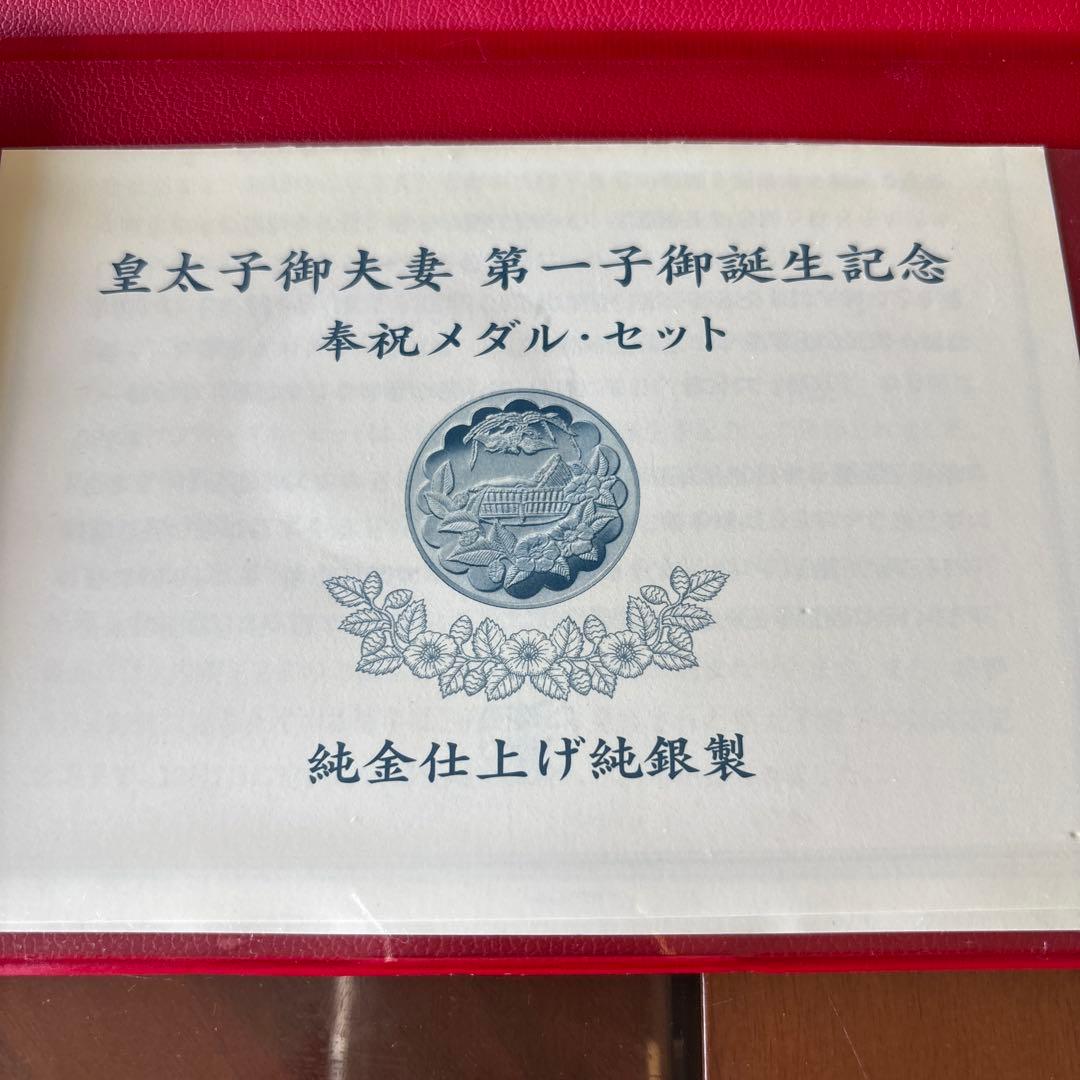 皇太子御夫妻 第一子御誕生記念
奉祝メダル・セット
純金仕上げ純銀製